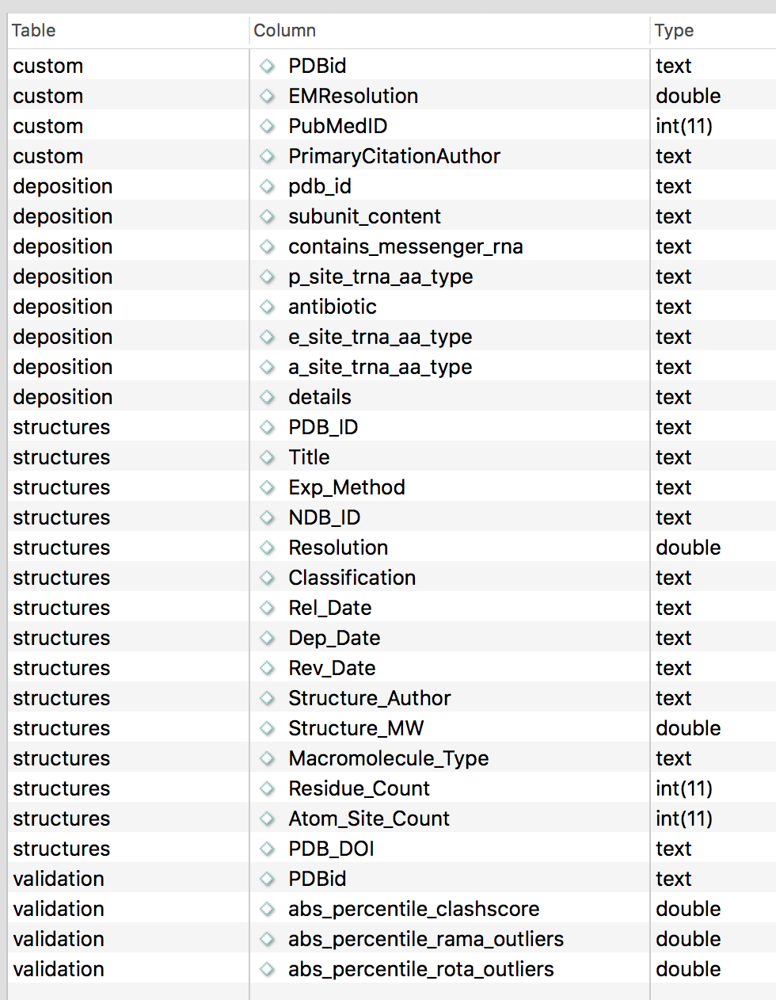 Table Column Type
custom PDBid text
custom EMResolution double
custom PubMedID int(11)
custom PrimaryCitationAuthor text
deposition pdb_id text
deposition subunit_content text
deposition contains_messenger_rna text
deposition p_site_trna_aa_type text
deposition antibiotic text
deposition e_site_trna_aa_type text
deposition a_site_trna_aa_type text
deposition details text
structures PDB_ID text
structures Title text
structures Exp_Method text
structures NDB_ID text
structures Resolution double
structures Classification text
structures Rel_Date text
structures Dep_Date text
structures Rev_Date text
structures Structure_Author text
structures Structure_MW double
structures Macromolecule_Type text
structures Residue_Count int(11)
structures Atom_Site_Count int(11)
structures PDB_DOI text
validation PDBid text
validation abs_percentile_clashscore double
validation abs_percentile_rama_outliers double
validation abs_percentile_rota_outliers double